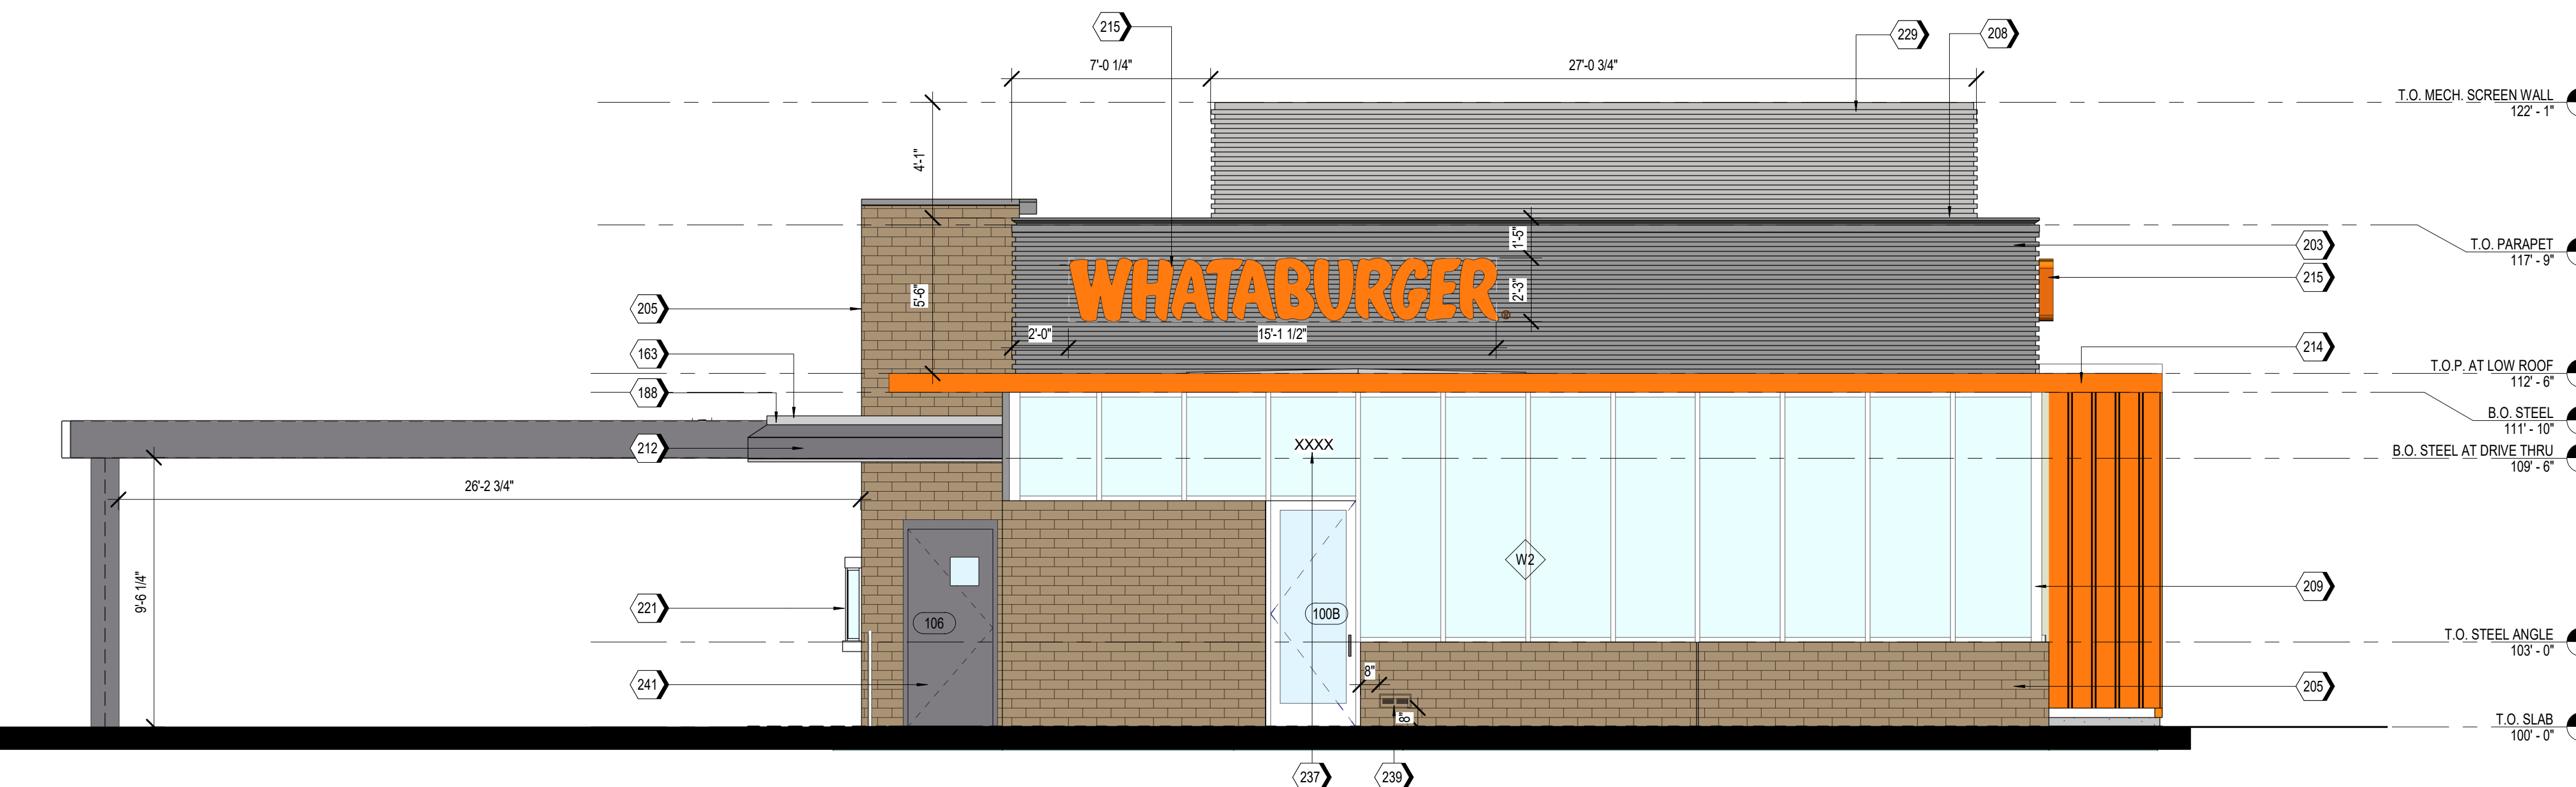 215
229
208
7'-0 1/4"
27'-0 3/4"
T.O. MECH. SCREEN WALL
122' - 1"
4'-1"
1'-5"
203
T.O. PARAPET
117' - 9"
215
WHATABURGER
®
2'-3"
5'-6"
205
2'-0"
15'-1 1/2"
214
163
T.O.P. AT LOW ROOF
112' - 6"
188
B.O. STEEL
111' - 10"
212
XXXX
B.O. STEEL AT DRIVE THRU
109' - 6"
26'-2 3/4"
W2
9'-6 1/4"
209
221
106
100B
T.O. STEEL ANGLE
103' - 0"
8"
241
205
8"
T.O. SLAB
100' - 0"
237
239